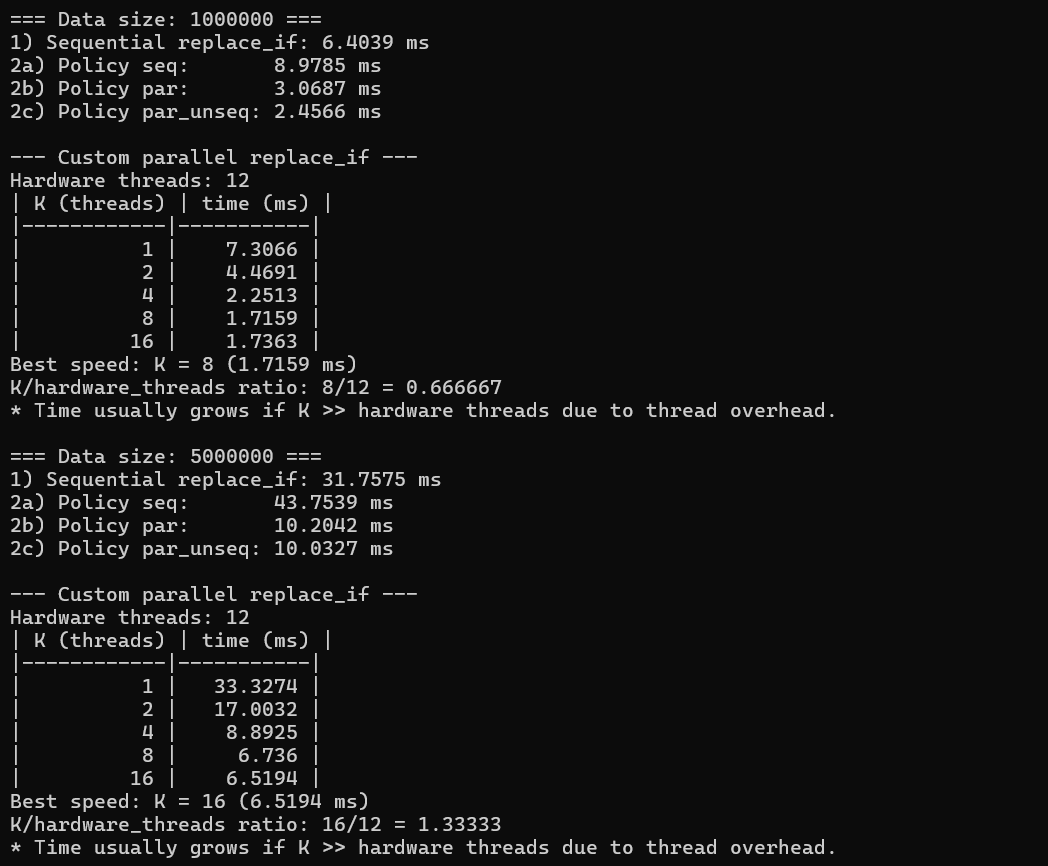 === Data size: 1000000 ===
1) Sequential replace_if: 6.4039 ms
2a) Policy seq:       8.9785 ms
2b) Policy par:       3.0687 ms
2c) Policy par_unseq: 2.4566 ms

--- Custom parallel replace_if ---
Hardware threads: 12
| K (threads) | time (ms) |
|------------|-----------|
|          1 |    7.3066 |
|          2 |    4.4691 |
|          4 |    2.2513 |
|          8 |    1.7159 |
|         16 |    1.7363 |
Best speed: K = 8 (1.7159 ms)
K/hardware_threads ratio: 8/12 = 0.666667
* Time usually grows if K >> hardware threads due to thread overhead.

=== Data size: 5000000 ===
1) Sequential replace_if: 31.7575 ms
2a) Policy seq:       43.7539 ms
2b) Policy par:       10.2042 ms
2c) Policy par_unseq: 10.0327 ms

--- Custom parallel replace_if ---
Hardware threads: 12
| K (threads) | time (ms) |
|------------|-----------|
|          1 |   33.3274 |
|          2 |   17.0032 |
|          4 |    8.8925 |
|          8 |     6.736 |
|         16 |    6.5194 |
Best speed: K = 16 (6.5194 ms)
K/hardware_threads ratio: 16/12 = 1.33333
* Time usually grows if K >> hardware threads due to thread overhead.